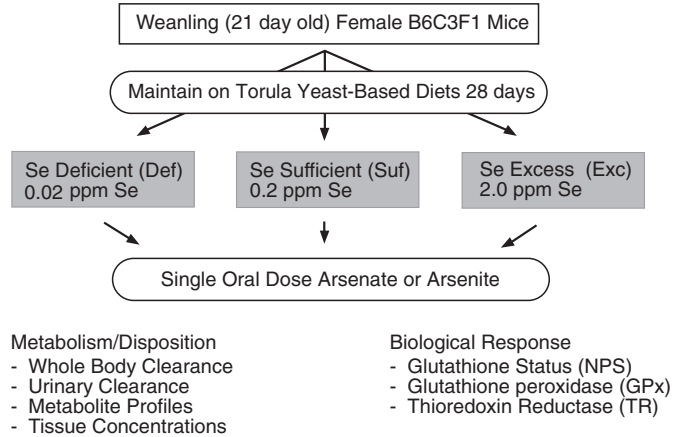 Weanling (21 day old) Female B6C3F1 Mice
Maintain on Torula Yeast-Based Diets 28 days
Se Deficient (Def)
0.02 ppm Se
Se Sufficient (Suf)
0.2 ppm Se
Se Excess (Exc)
2.0 ppm Se
Single Oral Dose Arsenate or Arsenite
Metabolism/Disposition
- Whole Body Clearance
- Urinary Clearance
- Metabolite Profiles
- Tissue Concentrations
Biological Response
- Glutathione Status (NPS)
- Glutathione peroxidase (GPx)
- Thioredoxin Reductase (TR)